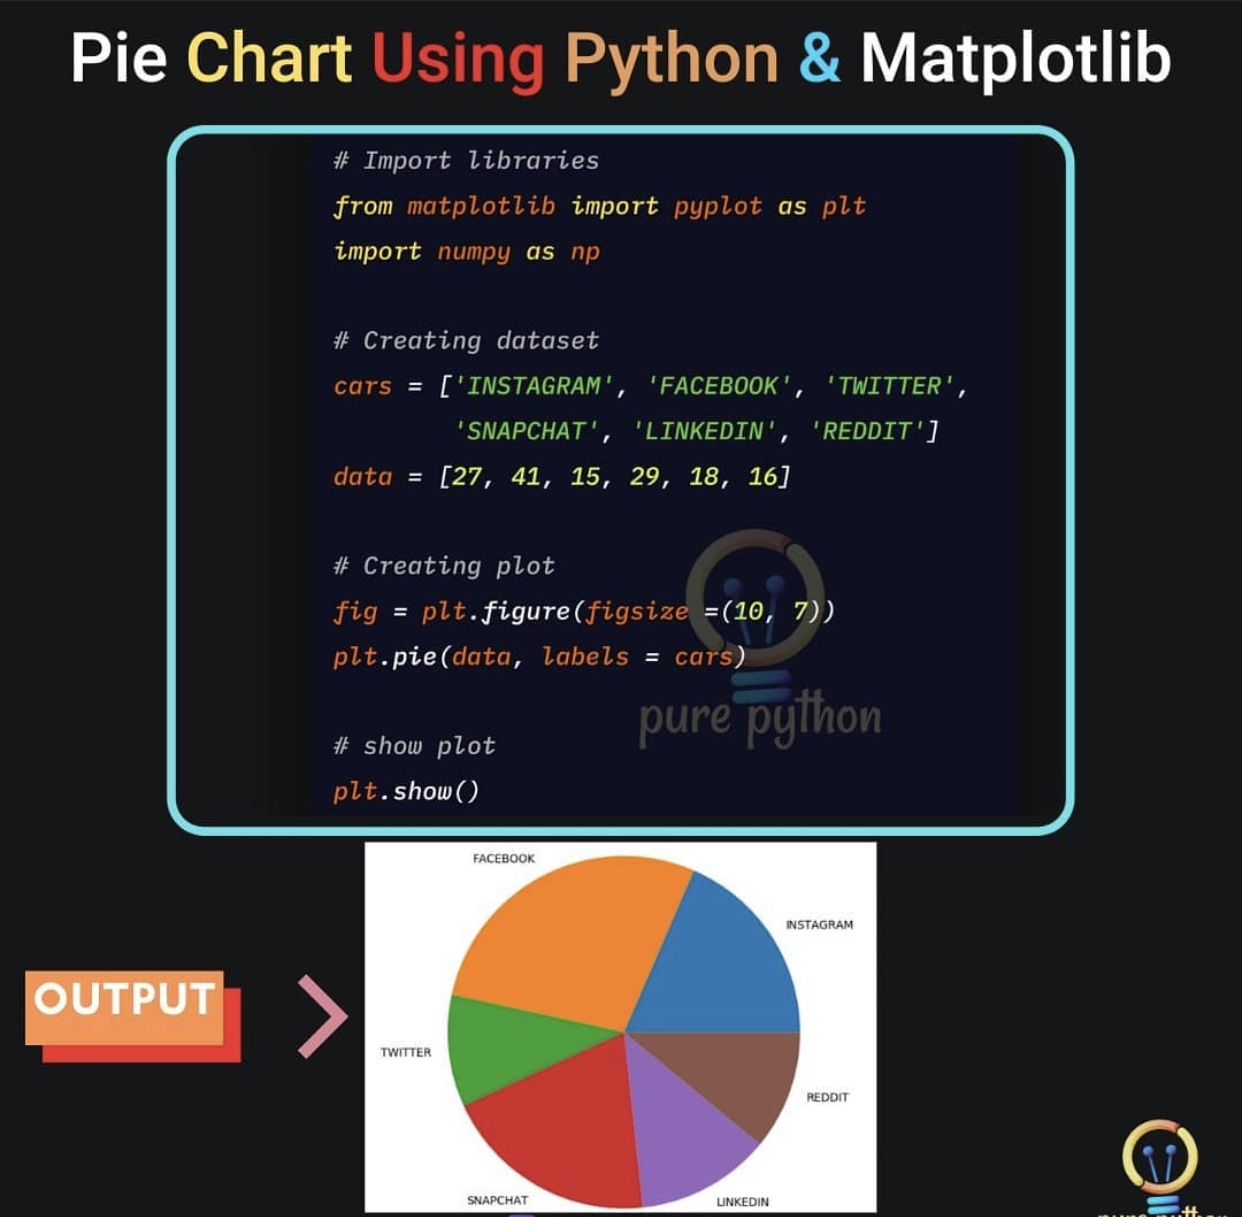 Pie Chart Using Python & Matplotlib
# Import libraries
from matplotlib import pyplot as plt
import numpy as np
# Creating dataset
cars = ['INSTAGRAM', 'FACEBOOK', 'TWITTER',
'SNAPCHAT', 'LINKEDIN', 'REDDIT']
data = [27, 41, 15, 29, 18, 16]
# Creating plot
fig = plt.figure(figsize =(10, 7))
plt.pie(data, labels = cars)
pure python
# show plot
plt.show()
FACEBOOK
INSTAGRAM
OUTPUT
TWITTER
REDDIT
SNAPCHAT
LINKEDIN